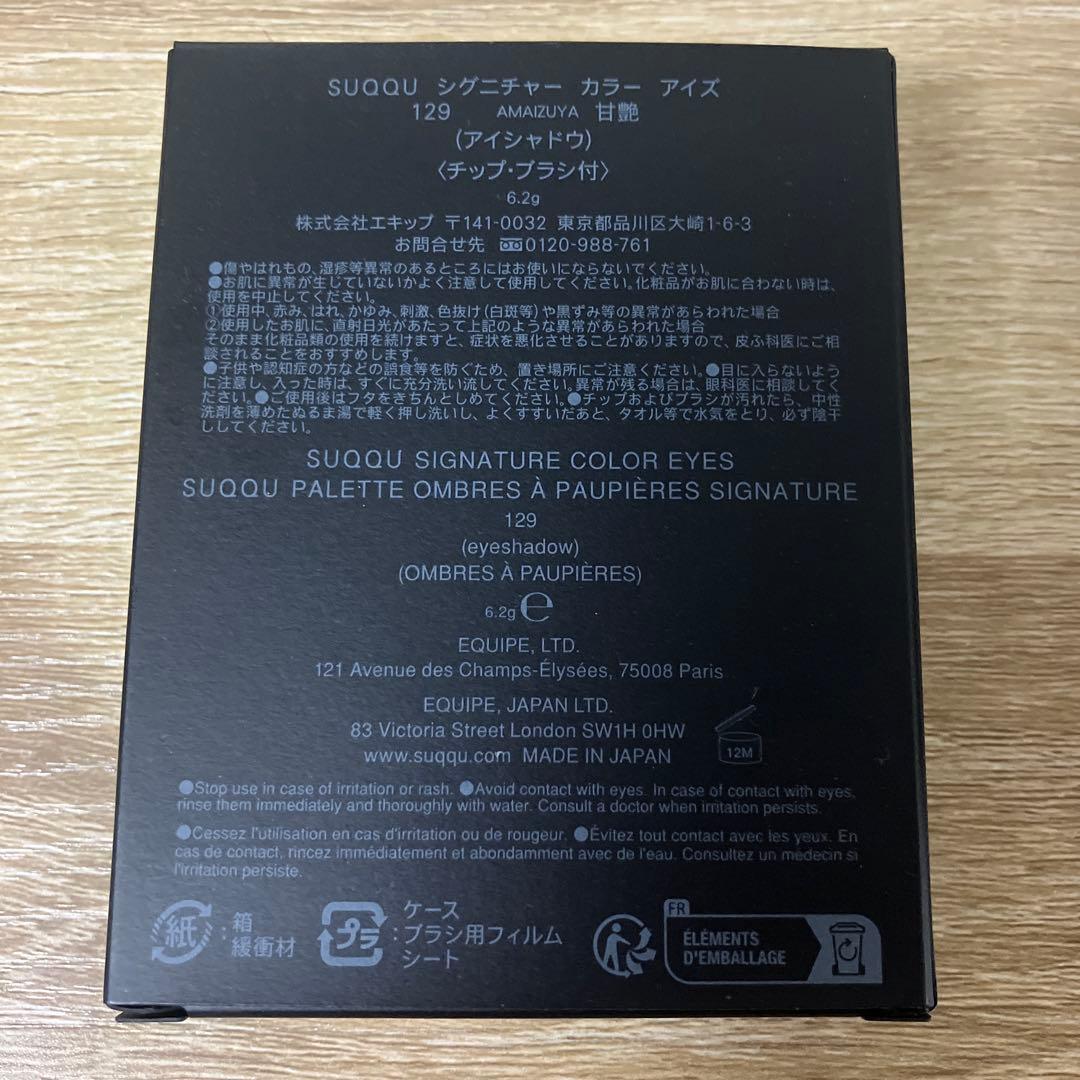 SUQQU シグニチャー カラー アイズ
129 AMAIZUYA 甘艶
(アイシャドウ)
〈チップ・ブラシ付〉
6.2g
株式会社エキップ 〒141-0032 東京都品川区大崎1-6-3
お問合せ先 0120-988-761
●傷やはれもの、湿疹等異常のあるところにはお使いにならないでください。
●お肌に異常が生じていないかよく注意して使用してください。化粧品がお肌に合わない時は、
使用を中止してください。
①使用中、赤み、はれ、かゆみ、刺激、色抜け(白斑等)や黒ずみ等の異常があらわれた場合
②使用したお肌に、直射日光があたって上記のような異常があらわれた場合
そのまま化粧品類の使用を続けますと、症状を悪化させることがありますので、皮ふ科医にご相
談されることをおすすめします。
●子供や認知症の方などの誤食等を防ぐため、置き場所にご注意ください。●目に入らないよう
に注意し、入った時は、すぐに充分洗い流してください。異常が残る場合は、眼科医に相談してく
ださい。●ご使用後はフタをきちんとしめてください。●チップおよびブラシが汚れたら、中性
洗剤を薄めたぬるま湯で軽く押し洗いし、よくすすいだあと、タオル等で水気をとり、必ず陰干
ししてください。
SUQQU SIGNATURE COLOR EYES
SUQQU PALETTE OMBRES À PAUPIÈRES SIGNATURE
129
(eyeshadow)
(OMBRES À PAUPIÈRES)
6.2g ℮
EQUIPE, LTD.
121 Avenue des Champs-Élysées, 75008 Paris
EQUIPE, JAPAN LTD.
83 Victoria Street London SW1H 0HW
www.suqqu.com MADE IN JAPAN
12M
●Stop use in case of irritation or rash. ●Avoid contact with eyes. In case of contact with eyes,
rinse them immediately and thoroughly with water. Consult a doctor when irritation persists.
●Cessez l'utilisation en cas d'irritation ou de rougeur. ●Évitez tout contact avec les yeux. En
cas de contact, rincez immédiatement et abondamment avec de l'eau. Consultez un médecin si
l'irritation persiste.
紙 : 箱
緩衝材
プラ : ケース
ブラシ用フィルム
シート
FR
ÉLÉMENTS
D'EMBALLAGE